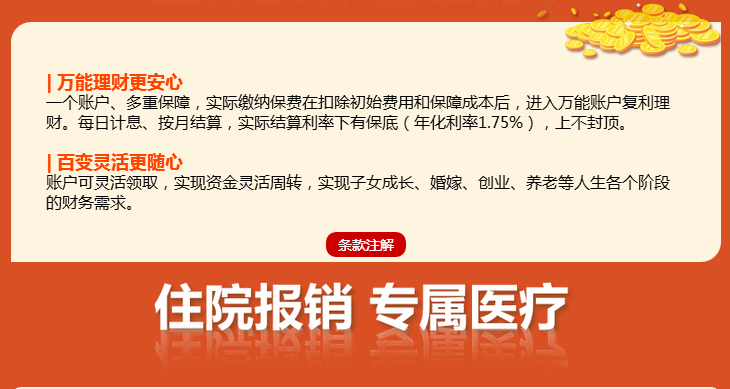 | 万能理财更安心
一个账户、多重保障，实际缴纳保费在扣除初始费用和保障成本后，进入万能账户复利理
财。每日计息、按月结算，实际结算利率下有保底（年化利率1.75%），上不封顶。
| 百变灵活更随心
账户可灵活领取，实现资金灵活周转，实现子女成长、婚嫁、创业、养老等人生各个阶段
的财务需求。
条款注解
住院报销 专属医疗